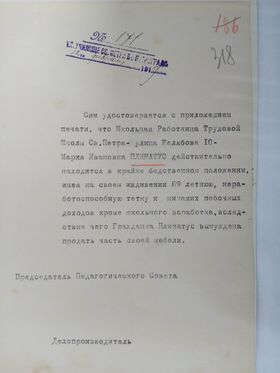 186
318
№ 171
Сим удостоверяется с приложением
печати, что Школьная Работница Трудовой
Школы Св.Петра- улица Желябова 10-
Мария Ивановна ПЛИНАТУС действительно
находится в крайне бедственном положении,
имея на своем иждивении 69 летнюю, нера-
ботоспособную тетку и никаких побочных
доходов кроме школьного заработка,вслед-
ствие чего Гражданка Плинатус вынуждена
продать часть своей мебели.
Председатель Педагогического Совета
Делопроизводитель